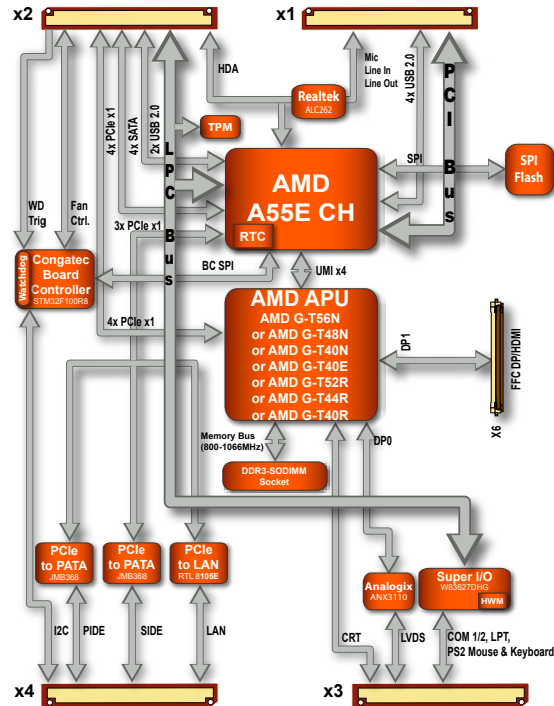 x2
x1
HDA
Mic
Line In
Line Out
Realtek
ALC262
4x PCIe x1
4x SATA
2x USB 2.0
4x USB 2.0
TPM
LPC Bus
PCI Bus
SPI
SPI
Flash
AMD
A55E CH
RTC
WD
Trig
Fan
Ctrl.
3x PCIe x1
BC SPI
UMI x4
Watchdog
Congatec
Board
Controller
STM32F100R8
4x PCIe x1
AMD APU
AMD G-T56N
or AMD G-T48N
or AMD G-T40N
or AMD G-T40E
or AMD G-T52R
or AMD G-T44R
or AMD G-T40R
DP1
FFC DP/HDMI
X6
Memory Bus
(800-1066MHz)
DP0
DDR3-SODIMM
Socket
PCIe
to PATA
JMB368
PCIe
to PATA
JMB368
PCIe
to LAN
RTL 8105E
Analogix
ANX3110
Super I/O
W83627DHG
HWM
I2C
PIDE
SIDE
LAN
CRT
LVDS
COM 1/2, LPT,
PS2 Mouse & Keyboard
x4
x3